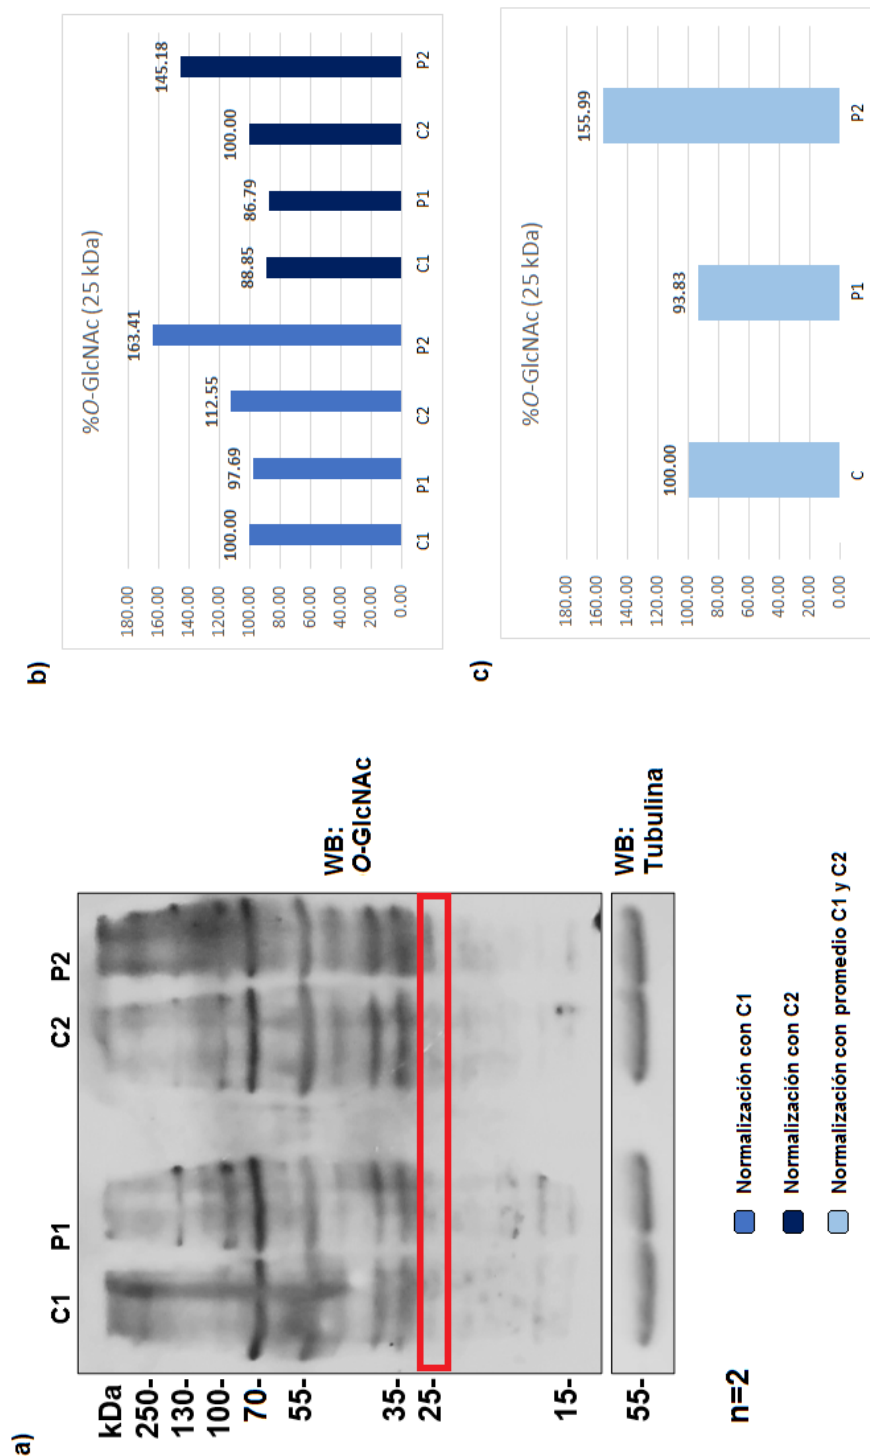 a)
C1 P1 C2 P2
kDa
250-
130-
100-
70-
55-
35-
25-
15-
WB:
O-GlcNAc
55-
WB:
Tubulina
n=2
Normalización con C1
Normalización con C2
Normalización con promedio C1 y C2
b)
%O-GlcNAc (25 kDa)
180.00
160.00
140.00
120.00
100.00
80.00
60.00
40.00
20.00
0.00
100.00 97.69 112.55 163.41 88.85 86.79 100.00 145.18
C1 P1 C2 P2 C1 P1 C2 P2
c)
%O-GlcNAc (25 kDa)
180.00
160.00
140.00
120.00
100.00
80.00
60.00
40.00
20.00
0.00
100.00 93.83 155.99
C P1 P2